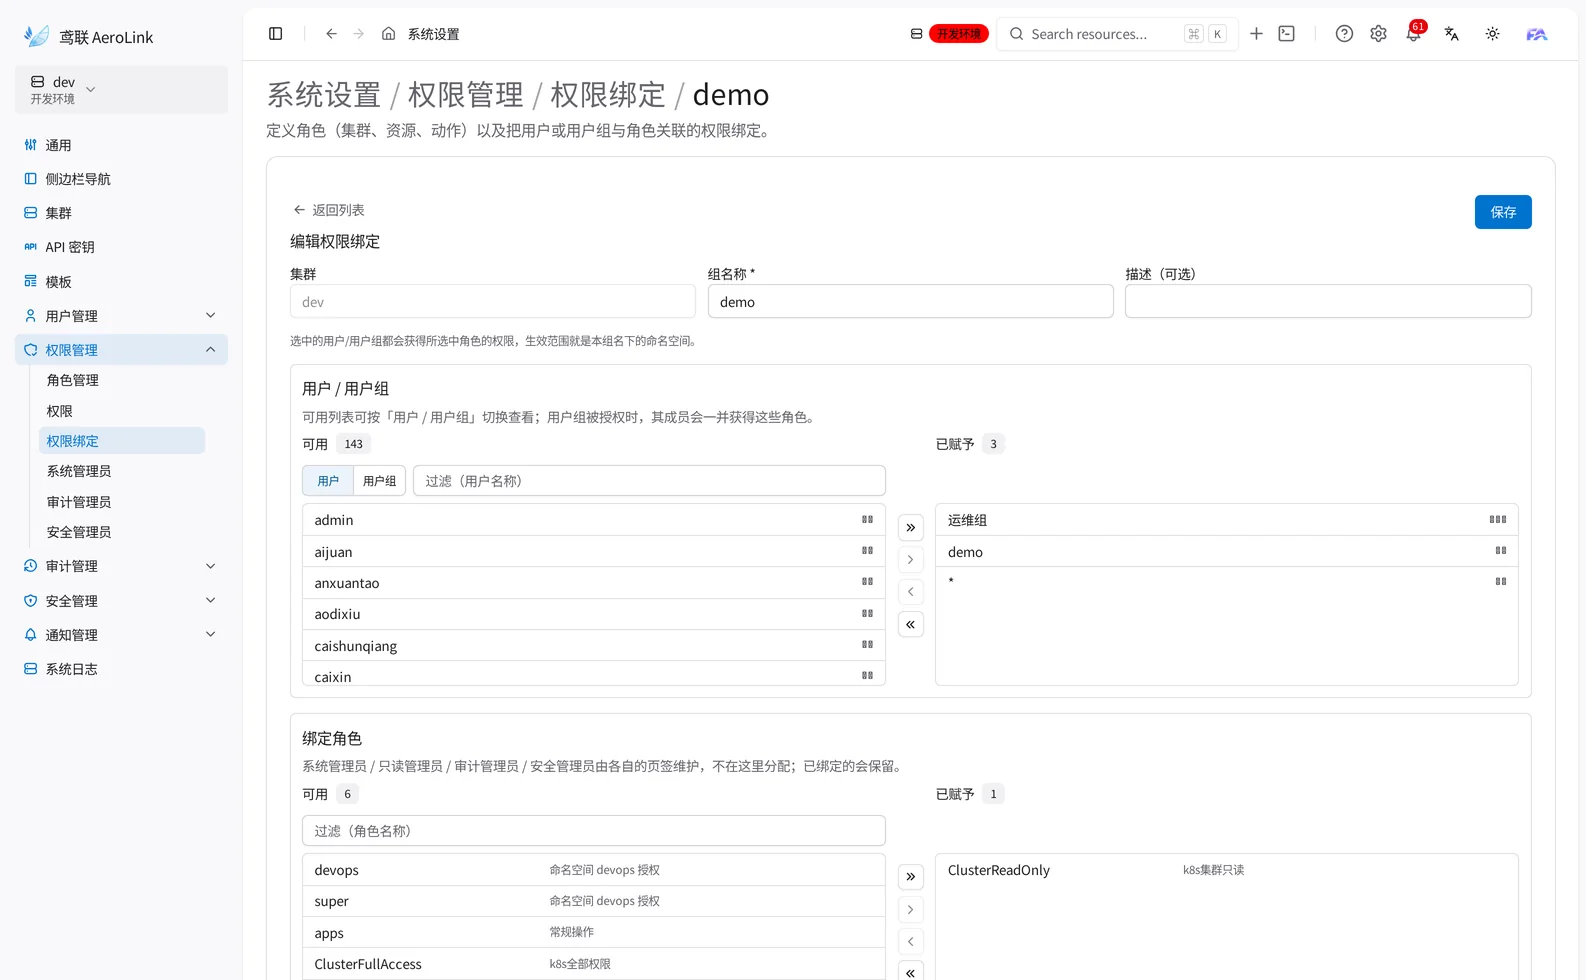 鸢联 AeroLink
dev
开发环境
通用
侧边栏导航
集群
API 密钥
模板
用户管理
权限管理
角色管理
权限
权限绑定
系统管理员
审计管理员
安全管理员
审计管理
安全管理
通知管理
系统日志
系统设置
开发环境
Search resources...
⌘ K
61
系统设置 / 权限管理 / 权限绑定 / demo
定义角色（集群、资源、动作）以及把用户或用户组与角色关联的权限绑定。
返回列表
保存
编辑权限绑定
集群
dev
组名称 *
demo
描述（可选）
选中的用户/用户组都会获得所选中角色的权限，生效范围就是本组名下的命名空间。
用户 / 用户组
可用列表可按「用户 / 用户组」切换查看；用户组被授权时，其成员会一并获得这些角色。
可用 143
已赋予 3
用户
用户组
过滤（用户名称）
admin
aijuan
anxuantao
aodixiu
caishunqiang
caixin
运维组
demo
*
绑定角色
系统管理员 / 只读管理员 / 审计管理员 / 安全管理员由各自的页签维护，不在这里分配；已绑定的会保留。
可用 6
已赋予 1
过滤（角色名称）
devops 命名空间 devops 授权
super 命名空间 devops 授权
apps 常规操作
ClusterFullAccess k8s全部权限
ClusterReadOnly k8s集群只读